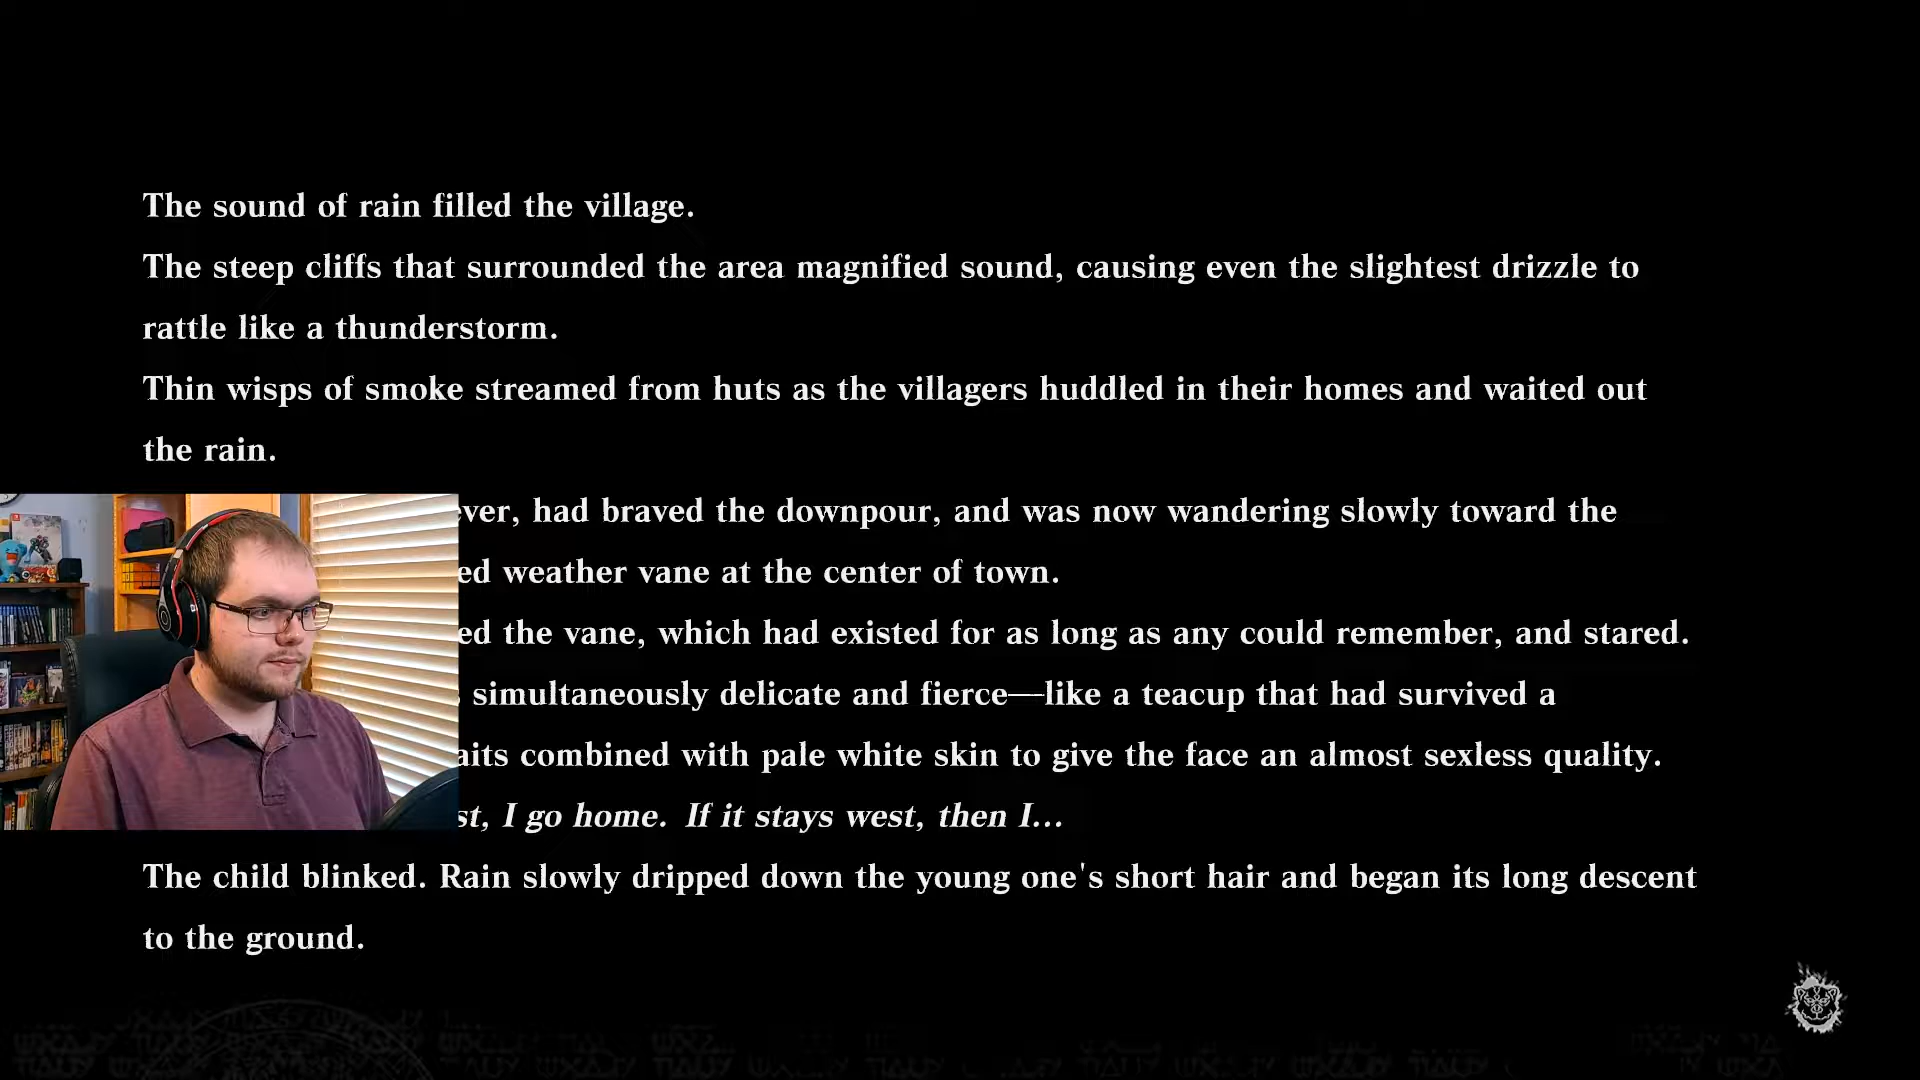 The sound of rain filled the village.
The steep cliffs that surrounded the area magnified sound, causing even the slightest drizzle to
rattle like a thunderstorm.
Thin wisps of smoke streamed from huts as the villagers huddled in their homes and waited out
the rain.
ever, had braved the downpour, and was now wandering slowly toward the
ed weather vane at the center of town.
ed the vane, which had existed for as long as any could remember, and stared.
simultaneously delicate and fierce—like a teacup that had survived a
aits combined with pale white skin to give the face an almost sexless quality.
st, I go home. If it stays west, then I...
The child blinked. Rain slowly dripped down the young one's short hair and began its long descent
to the ground.